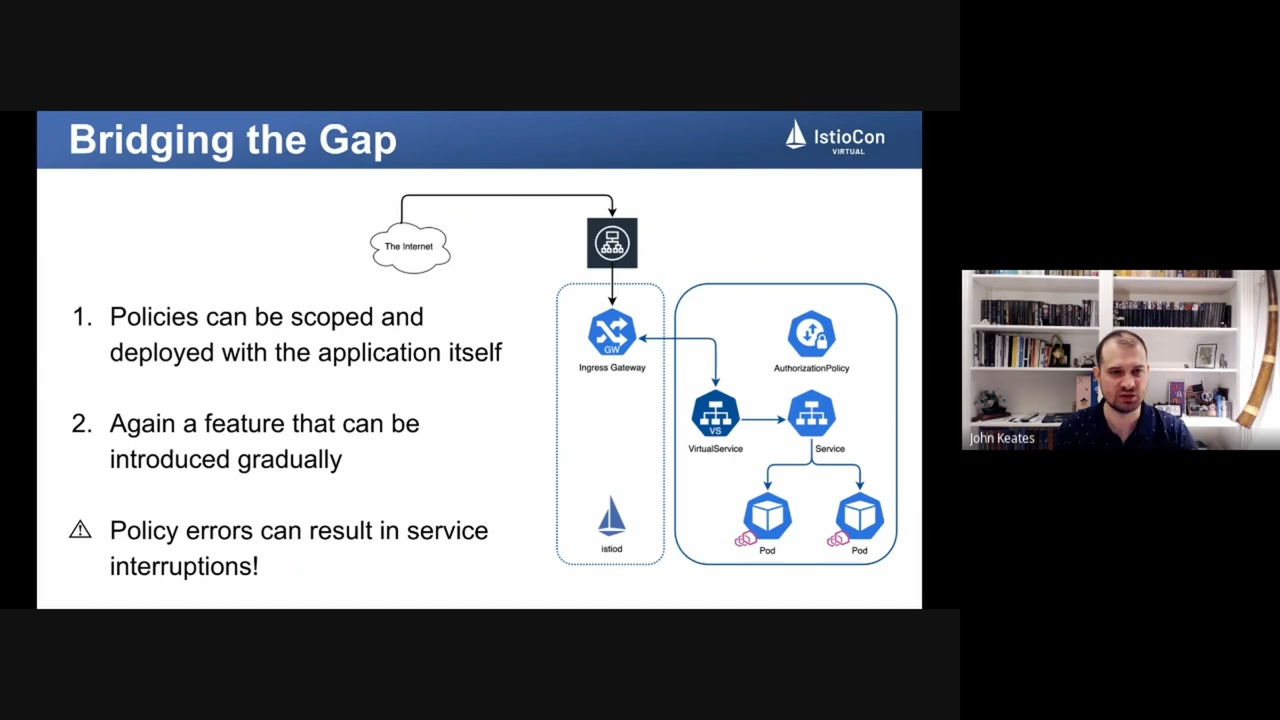 Bridging the Gap
IstioCon
VIRTUAL
The Internet
1. Policies can be scoped and
deployed with the application itself
2. Again a feature that can be
introduced gradually
⚠ Policy errors can result in service
interruptions!
GW
Ingress Gateway
AuthorizationPolicy
VS
VirtualService
Service
istiod
Pod
Pod
John Keates